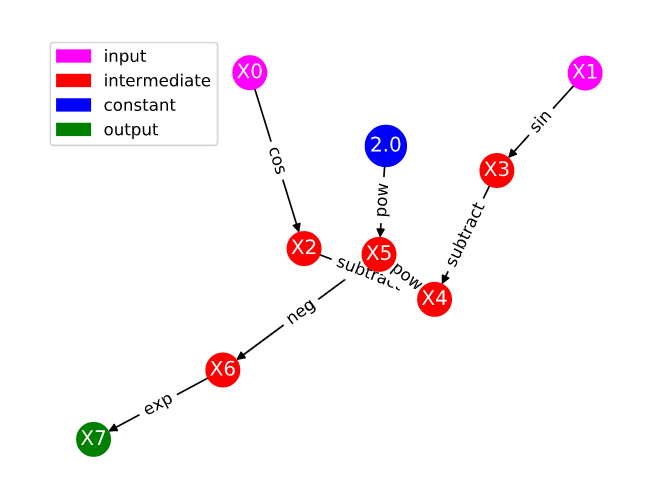 input
intermediate
constant
output
X0
X1
cos
sin
2.0
X3
pow
subtract
X2
X5
subtract
pow
X4
neg
X6
exp
X7